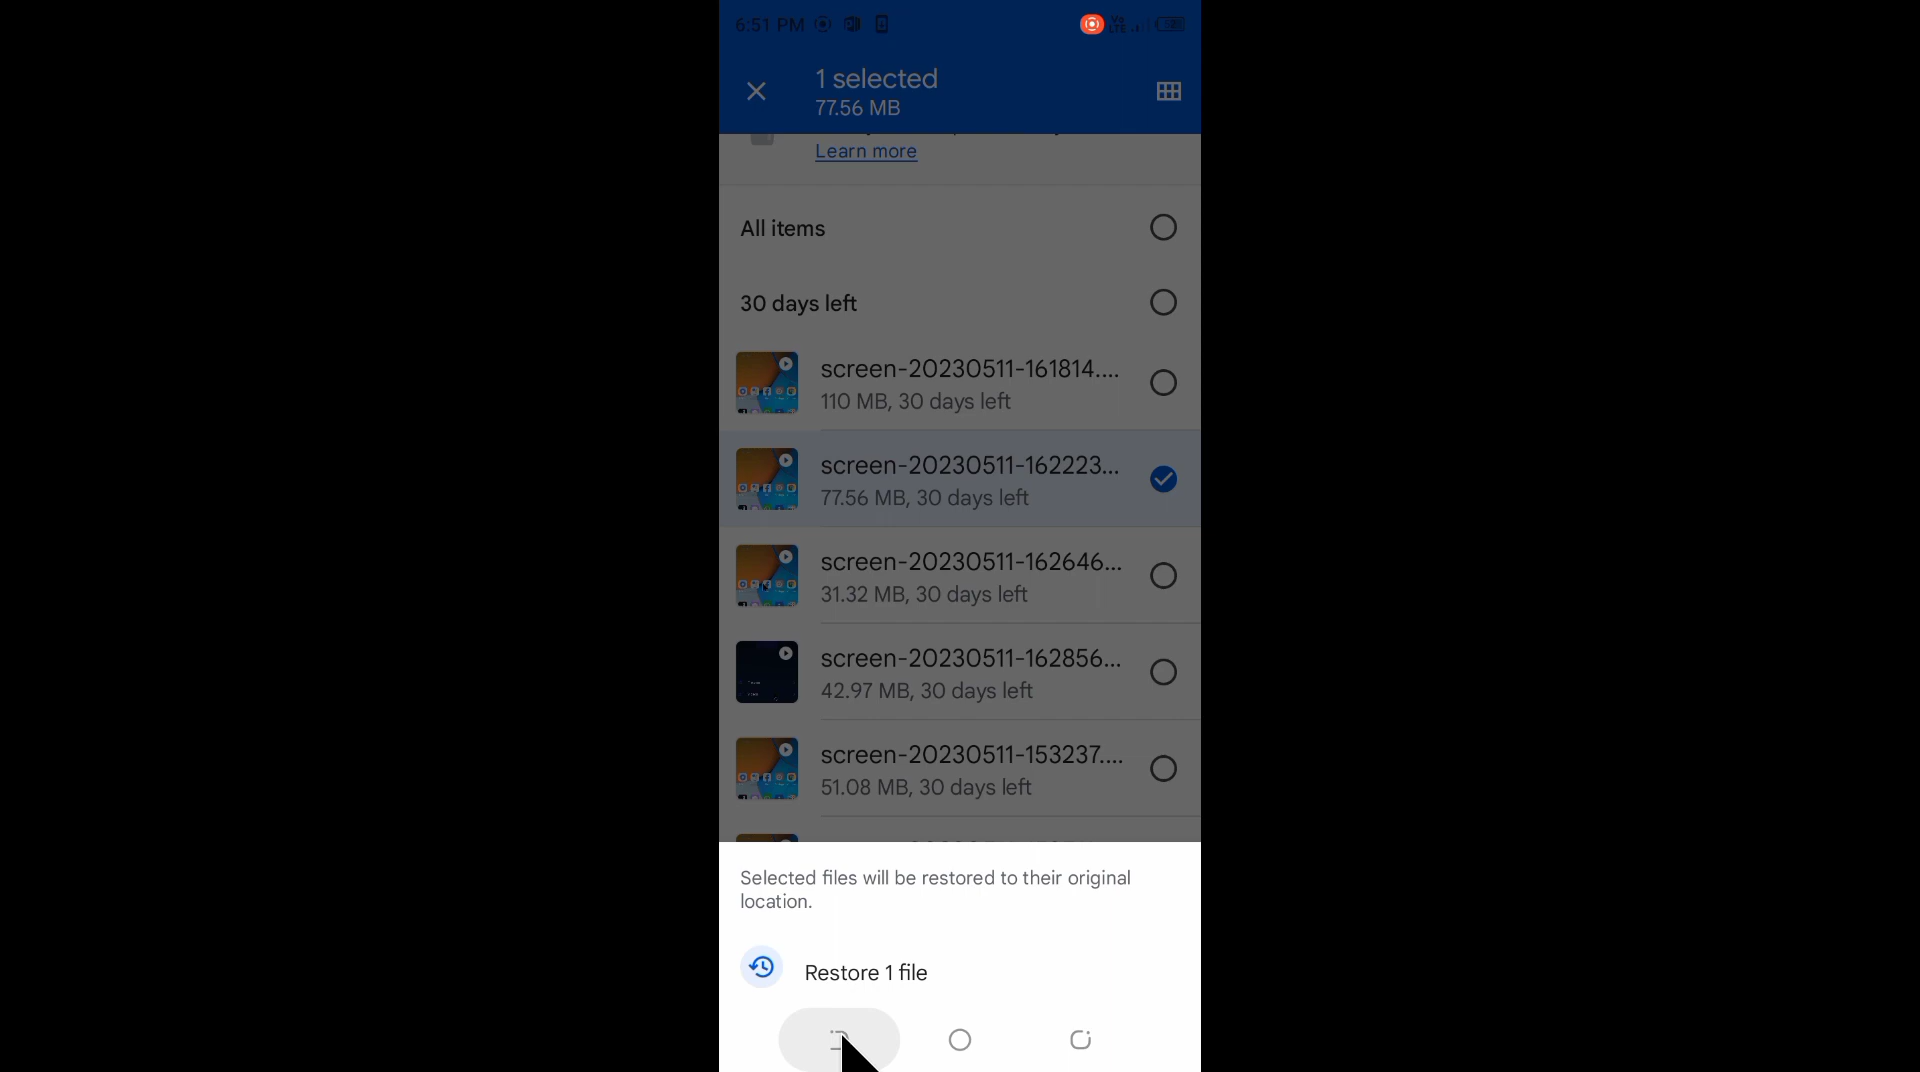 6:51 PM
1 selected
77.56 MB
Learn more
All items
30 days left
screen-20230511-161814....
110 MB, 30 days left
screen-20230511-162223...
77.56 MB, 30 days left
screen-20230511-162646...
31.32 MB, 30 days left
screen-20230511-162856...
42.97 MB, 30 days left
screen-20230511-153237....
51.08 MB, 30 days left
Selected files will be restored to their original
location.
Restore 1 file